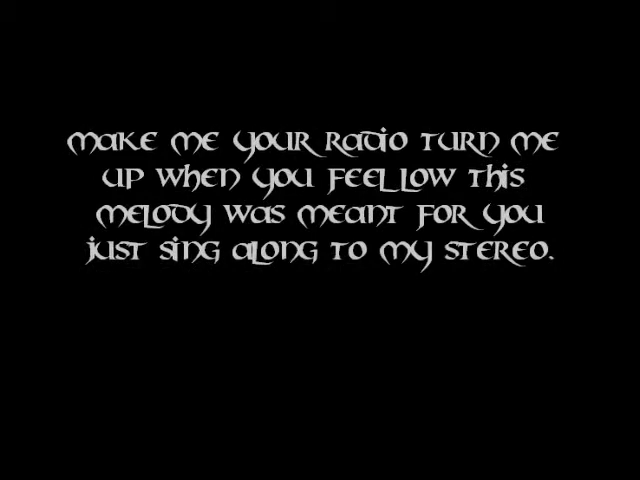 make me your radio turn me
up when you feel low this
melody was meant for you
just sing along to my stereo.